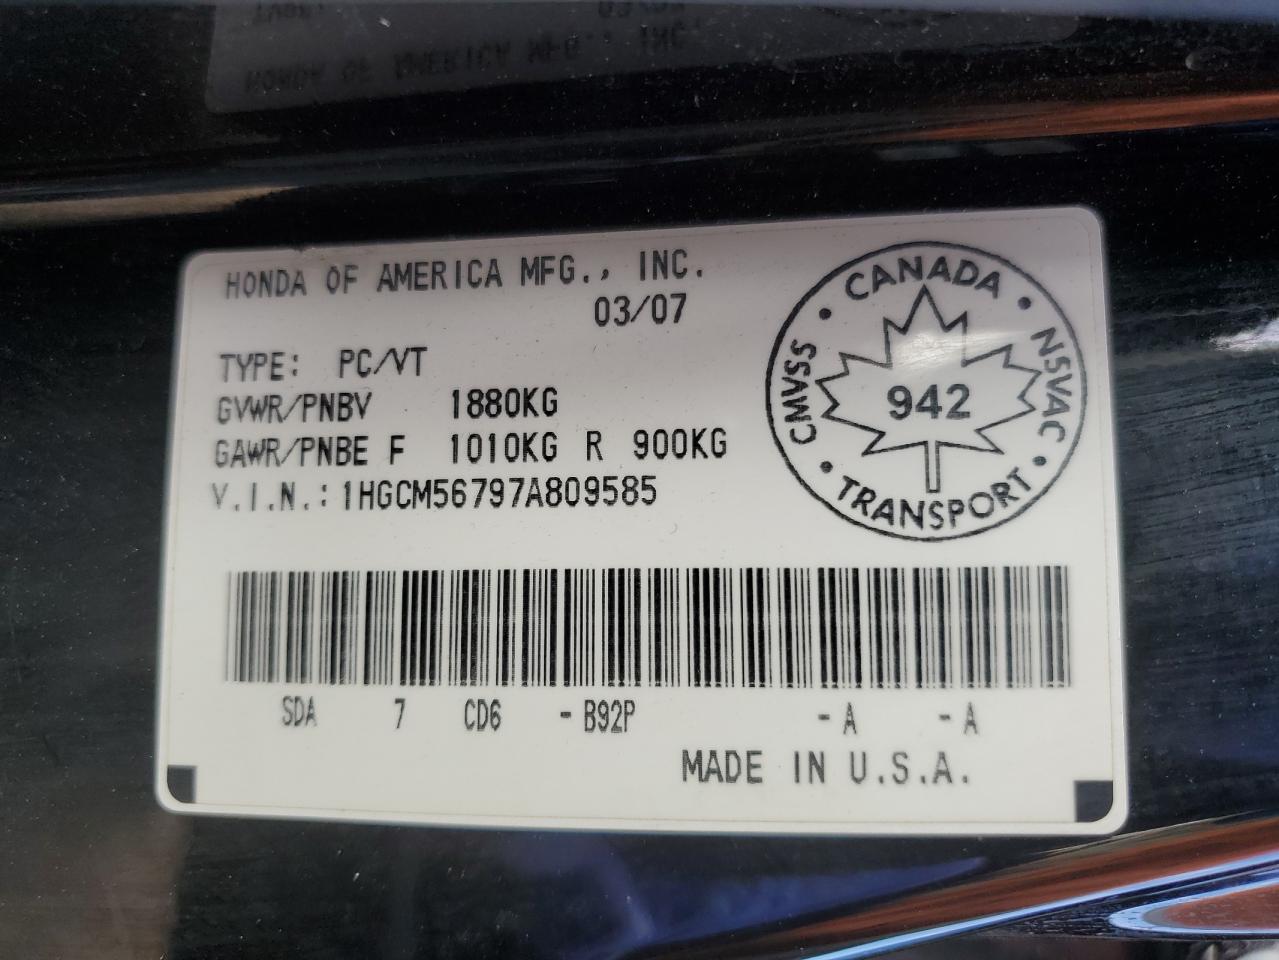 HONDA OF AMERICA MFG., INC.
03/07
TYPE: PC/VT
GVWR/PNBV 1880KG
GAWR/PNBE F 1010KG R 900KG
V.I.N.: 1HGCM56797A809585
CANADA
CMVSS
942
NSVAC
TRANSPORT
SDA 7 CD6 - B92P - A - A
MADE IN U.S.A.